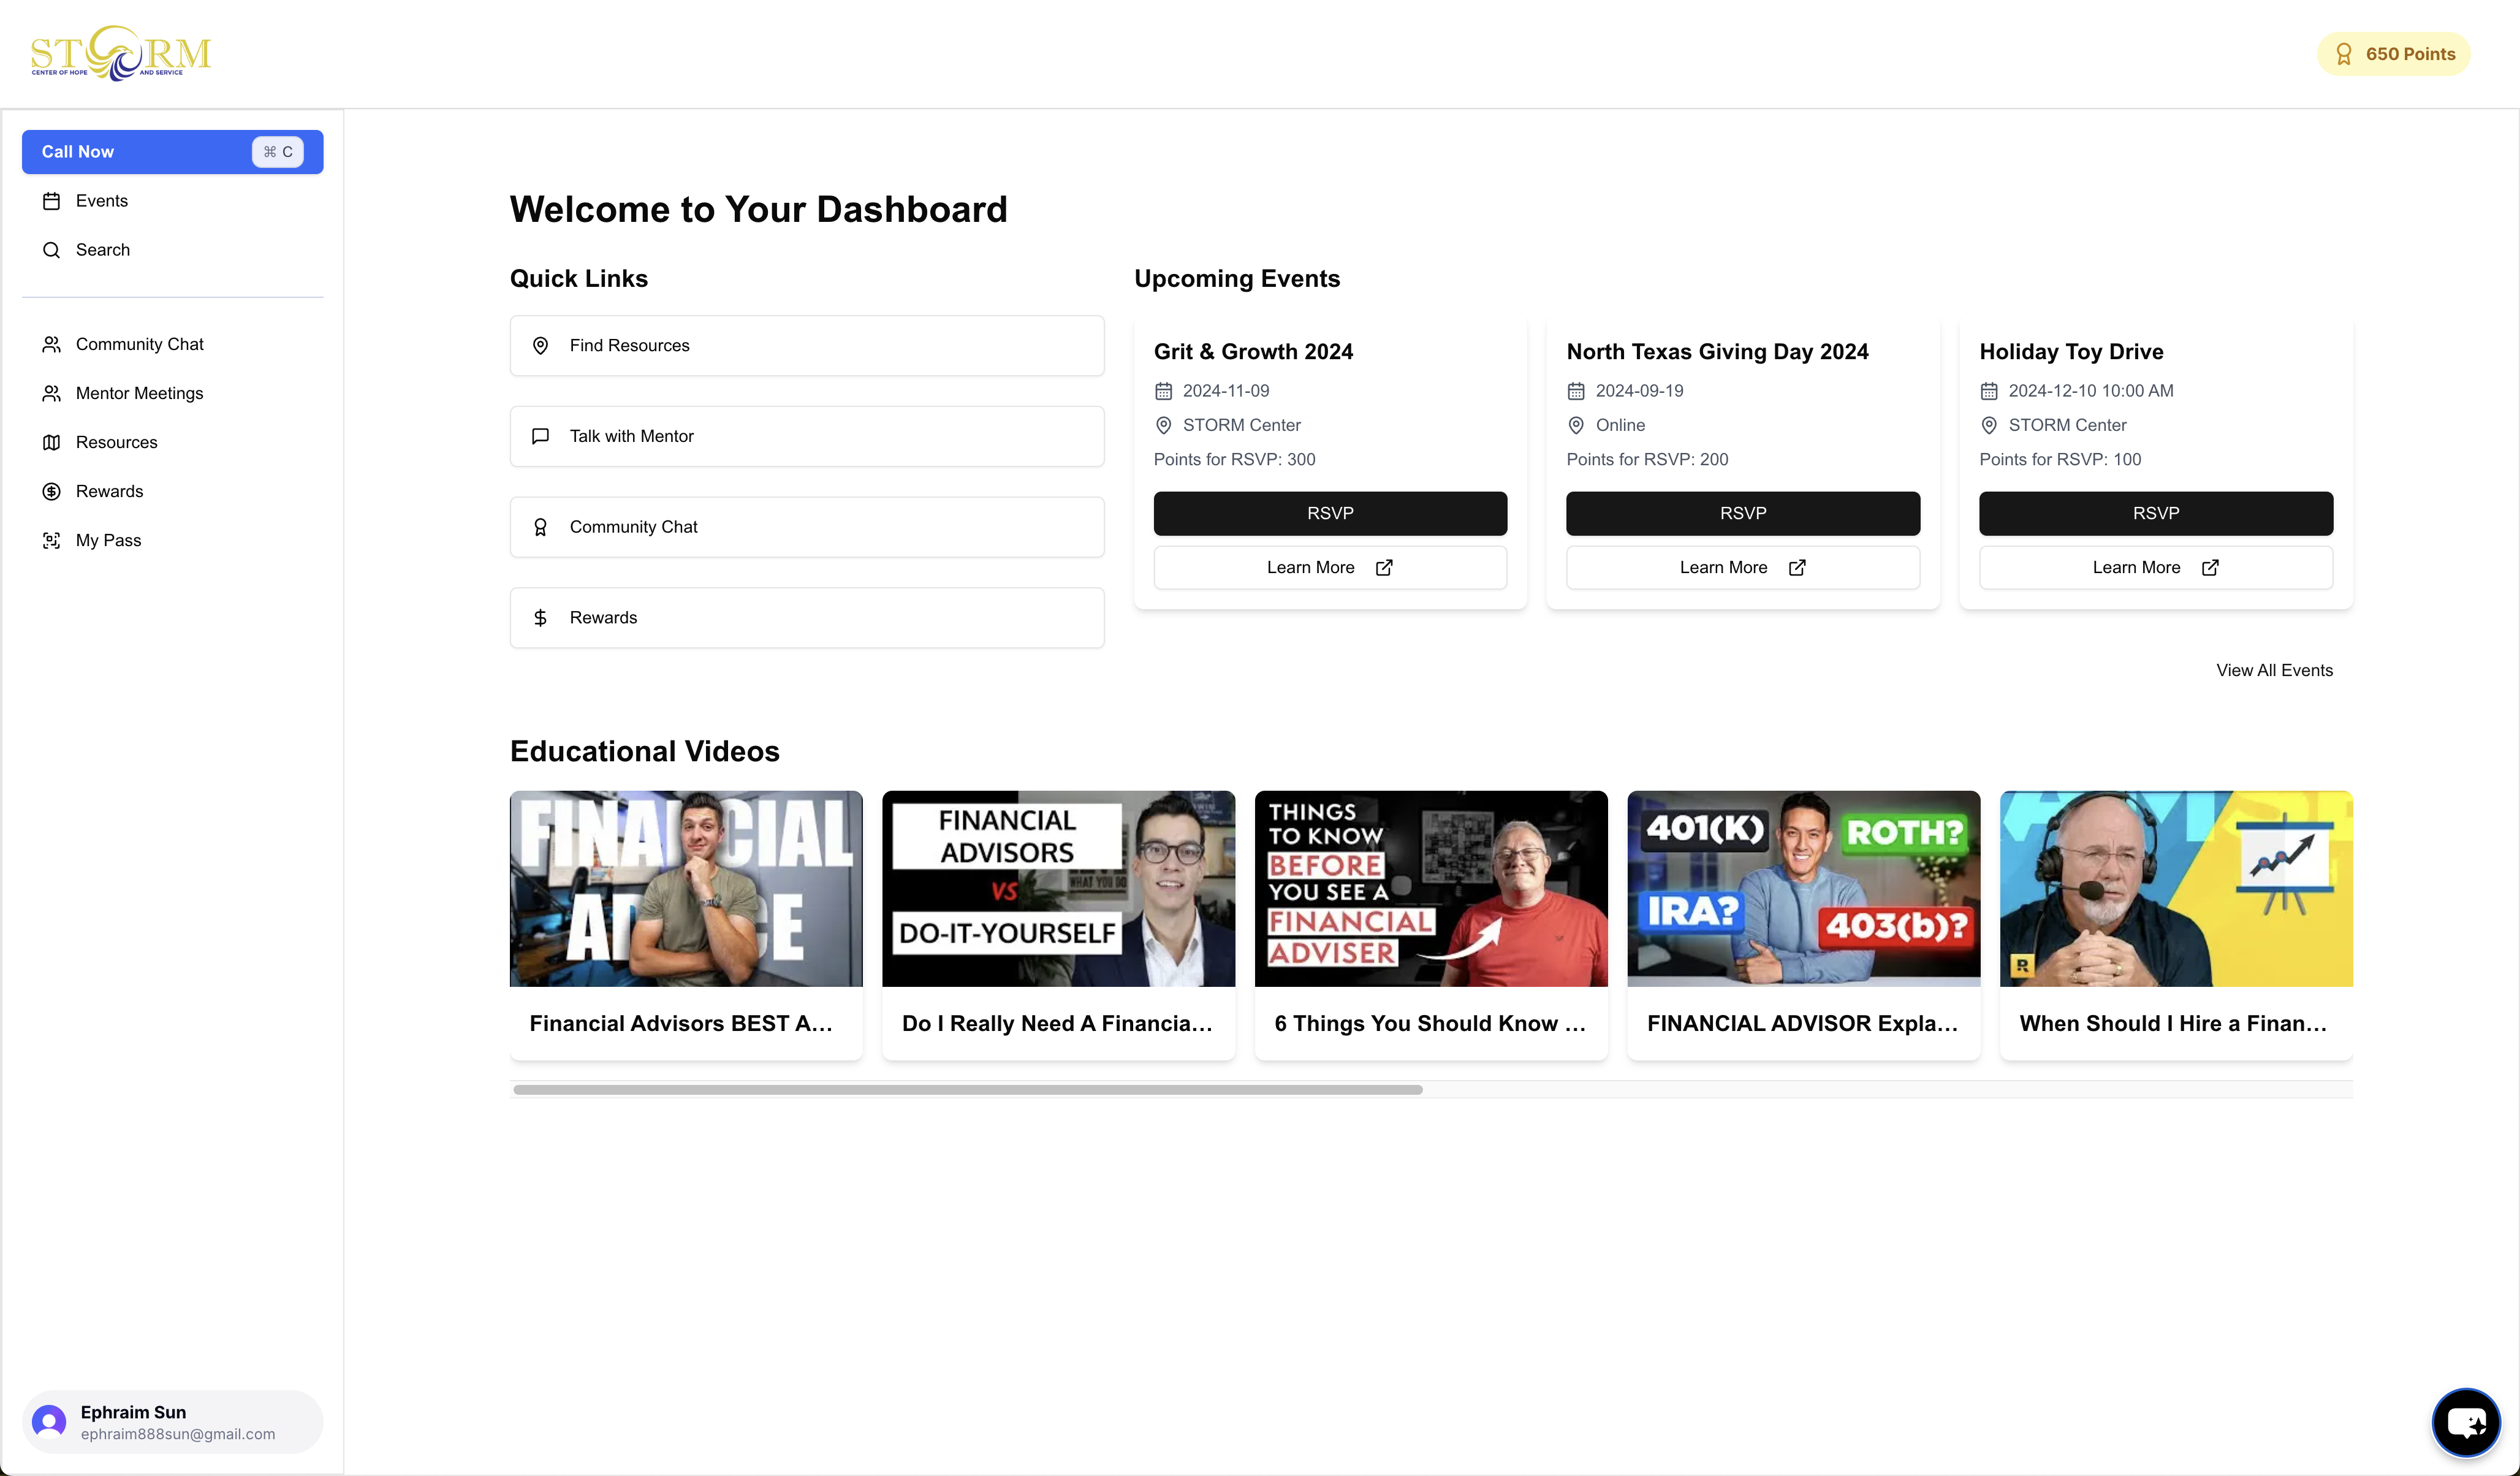 STORM
CENTER OF HOPE AND SERVICE
650 Points
Call Now
⌘ C
Events
Search
Community Chat
Mentor Meetings
Resources
Rewards
My Pass
Ephraim Sun
ephraim888sun@gmail.com
Welcome to Your Dashboard
Quick Links
Find Resources
Talk with Mentor
Community Chat
Rewards
Upcoming Events
Grit & Growth 2024
2024-11-09
STORM Center
Points for RSVP: 300
RSVP
Learn More
North Texas Giving Day 2024
2024-09-19
Online
Points for RSVP: 200
RSVP
Learn More
Holiday Toy Drive
2024-12-10 10:00 AM
STORM Center
Points for RSVP: 100
RSVP
Learn More
View All Events
Educational Videos
FINANCIAL
ADVICE
Financial Advisors BEST A...
FINANCIAL
ADVISORS
VS
DO-IT-YOURSELF
WHAT YOU DO
Do I Really Need A Financia...
THINGS
TO KNOW
BEFORE
YOU SEE A
FINANCIAL
ADVISER
6 Things You Should Know ...
401(K)
ROTH?
IRA?
403(b)?
FINANCIAL ADVISOR Expla...
R
When Should I Hire a Finan...